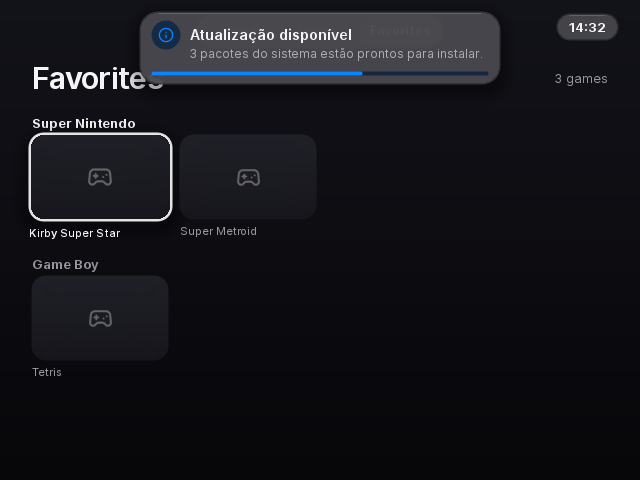 Atualização disponível
3 pacotes do sistema estão prontos para instalar.
14:32
Favorites
3 games
Super Nintendo
Kirby Super Star
Super Metroid
Game Boy
Tetris